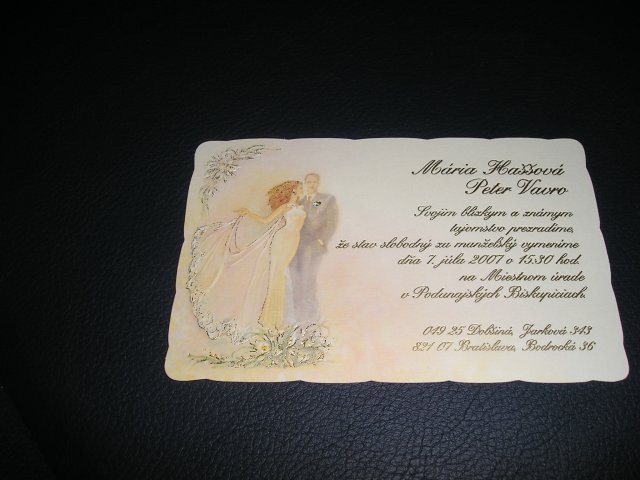 Mária Haššová
Peter Vavro
Svojim blízkym a známym
tajomstvo prezradíme,
že stav slobodný za manželský vymeníme
dňa 7. júla 2007 o 15.30 hod.
na Miestnom úrade
v Podunajských Biskupiciach.
049 25 Dobšiná, Jarková 343
821 07 Bratislava, Bodrocká 36